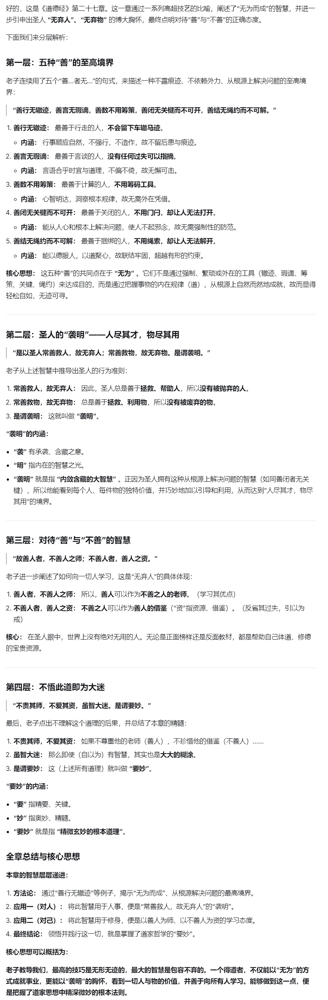 好的，这是《道德经》第二十七章。这一章通过一系列高超技艺的比喻，阐述了“无为而成”的智慧，并进一
步引申出圣人 “无弃人”、“无弃物” 的博大胸怀，最终点明对待“善”与“不善”的正确态度。
下面我们来分层解析：
第一层：五种“善”的至高境界
老子连续用了五个“善…者无…”的句式，来描述一种不露痕迹、不依赖外力、从根源上解决问题的至高境
界：
“善行无辙迹，善言无瑕谪，善数不用筹策，善闭无关楗而不可开，善结无绳约而不可解。”
1. 善行无辙迹： 最善于行走的人，不会留下车辙马迹。
内涵： 行事顺应自然，不强行，不造作，故不留后患与痕迹。
2. 善言无瑕谪： 最善于言谈的人，没有任何过失可以指摘。
内涵： 言语合乎时宜与道理，不偏不倚，故无懈可击。
3. 善数不用筹策： 最善于计算的人，不用筹码工具。
内涵： 心智明达，洞察根本规律，故无需外在凭借。
4. 善闭无关楗而不可开： 最善于关闭的人，不用门闩，却让人无法打开。
内涵： 能从人心和根本上解决问题，使人不起邪念，故无需强制性的防范。
5. 善结无绳约而不可解： 最善于捆绑的人，不用绳索，却让人无法解开。
内涵： 能以德服人，以道聚心，故联结牢固，超越有形的约束。
核心思想： 这五种“善”的共同点在于 “无为” 。它们不是通过强制、繁琐或外在的工具（辙迹、瑕谪、筹
策、关键、绳约）来达成目的，而是通过把握事物的内在规律（道），从根源上自然而然地成就，故而显得
轻松自如，无迹可寻。
第二层：圣人的“袭明”——人尽其才，物尽其用
“是以圣人常善救人，故无弃人；常善救物，故无弃物。是谓袭明。”
老子从上述智慧中推导出圣人的行为准则：
1. 常善救人，故无弃人： 因此，圣人总是善于拯救、帮助人，所以没有被抛弃的人。
2. 常善救物，故无弃物： 总是善于拯救、利用物，所以没有被废弃的物。
3. 是谓袭明： 这就叫做 “袭明”。
“袭明”的内涵：
“袭” 有承袭、含藏之意。
“明” 指内在的智慧之光。
“袭明” 就是指 “内敛含藏的大智慧” 。正因为圣人拥有这种从根源上解决问题的智慧（如同善闭者无关
楗），所以他能看到每个人、每件物的独特价值，并巧妙地加以引导和利用，从而达到“人尽其才，物尽
其用”的境界。
第三层：对待“善”与“不善”的智慧
“故善人者，不善人之师；不善人者，善人之资。”
老子进一步阐述了如何向一切人学习，这是“无弃人”的具体体现：
1. 善人者，不善人之师： 所以，善人可以作为不善之人的老师。（学习其优点）
2. 不善人者，善人之资： 不善之人可以作为善人的借鉴（“资”指资源、借鉴）。（反省其过失，引以为
戒）
核心： 在圣人眼中，世界上没有绝对无用的人。无论是正面榜样还是反面教材，都是帮助自己体道、修德
的宝贵资源。
第四层：不悟此道即为大迷
“不贵其师，不爱其资，虽智大迷。是谓要妙。”
最后，老子点出不理解这个道理的后果，并总结了本章的精髓：
1. 不贵其师，不爱其资： 如果不尊重他的老师（善人），不珍惜他的借鉴（不善人）……
2. 虽智大迷： 那么即使（自以为）有智慧，其实也是大大的糊涂。
3. 是谓要妙： 这（上述所有道理）就叫做 “要妙”。
“要妙”的内涵：
“要” 指精要、关键。
“妙” 指奥妙、精髓。
“要妙” 就是指 “精微玄妙的根本道理”。
全章总结与核心思想
本章的智慧层层递进：
1. 方法论： 通过“善行无辙迹”等例子，揭示“无为而成”、从根源解决问题的最高境界。
2. 应用一（对人）： 将此智慧用于人事，便是“常善救人，故无弃人”的“袭明”。
3. 应用二（对己）： 将此智慧用于修身，便是以善人为师、以不善人为资的学习态度。
4. 最终结论： 领悟并践行这一切，就是掌握了道家哲学的“要妙”。
核心思想可以概括为：
老子教导我们，最高的技巧是无形无迹的，最大的智慧是包容不弃的。一个得道者，不仅能以“无为”的方
式成就事业，更能以“袭明”的胸怀，看到一切人与物的价值，并善于向所有人学习。能够做到这一点，便
是把握了道家思想中精深微妙的根本法则。